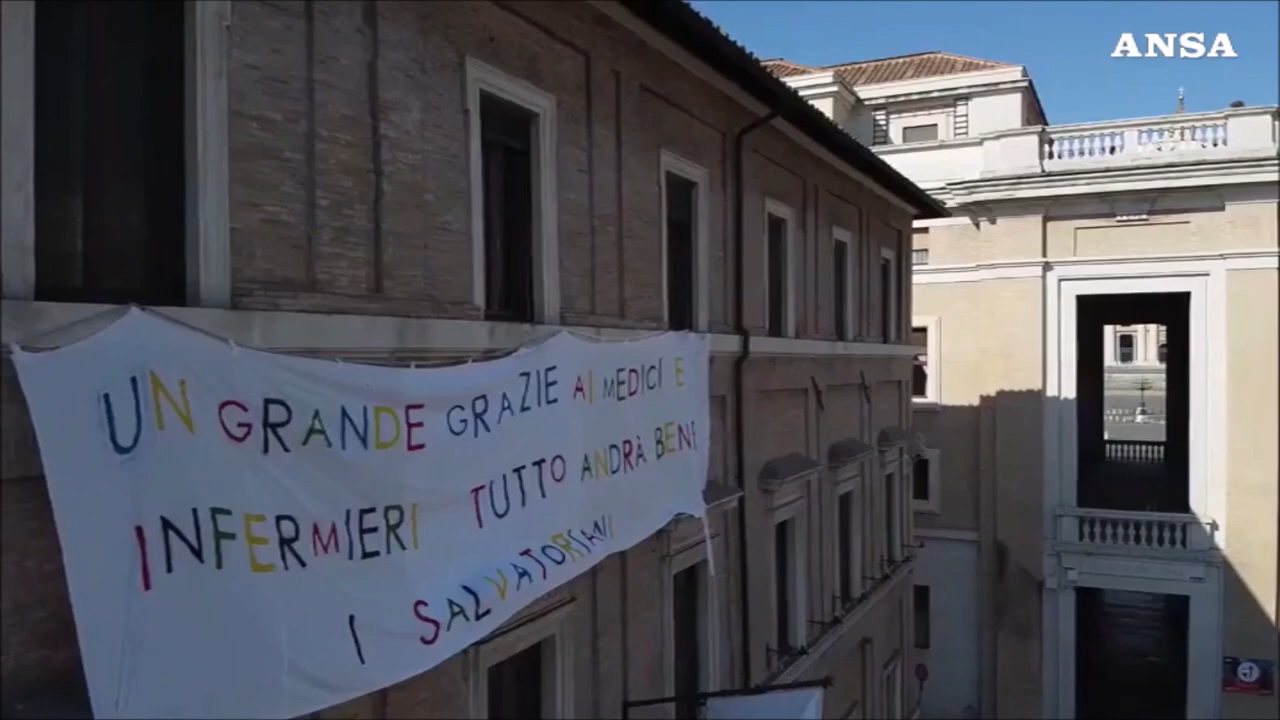 ANSA
UN GRANDE GRAZIE AI MEDICI E
INFERMIERI TUTTO ANDRÀ BENE
I SALVATORIANI